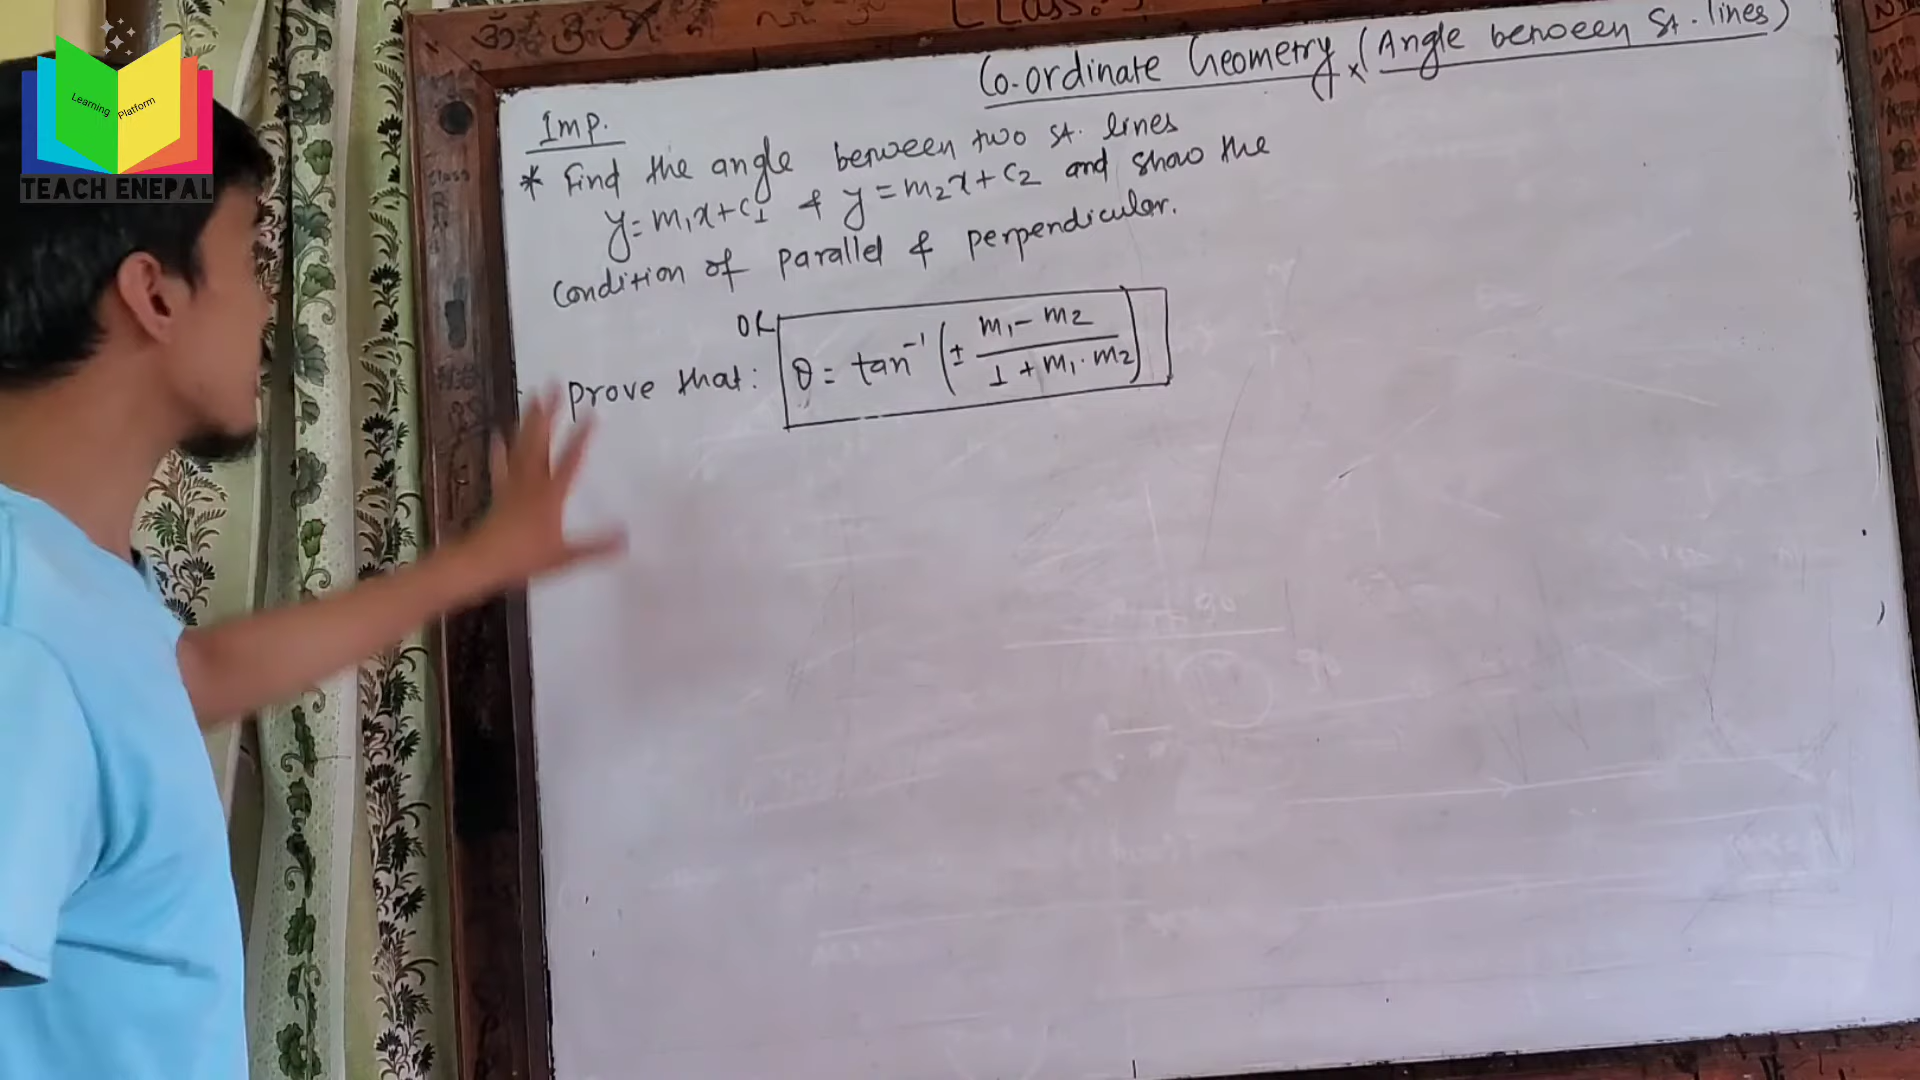 Learning Platform
TEACH ENEPAL
Class:
Co-ordinate Geometry (Angle between St. lines)
Imp.
* Find the angle between two st. lines
y = m₁x + c₁ & y = m₂x + c₂ and show the
condition of parallel & perpendicular.
OR
prove that: θ = tan⁻¹ (± m₁ - m₂ / 1 + m₁. m₂)